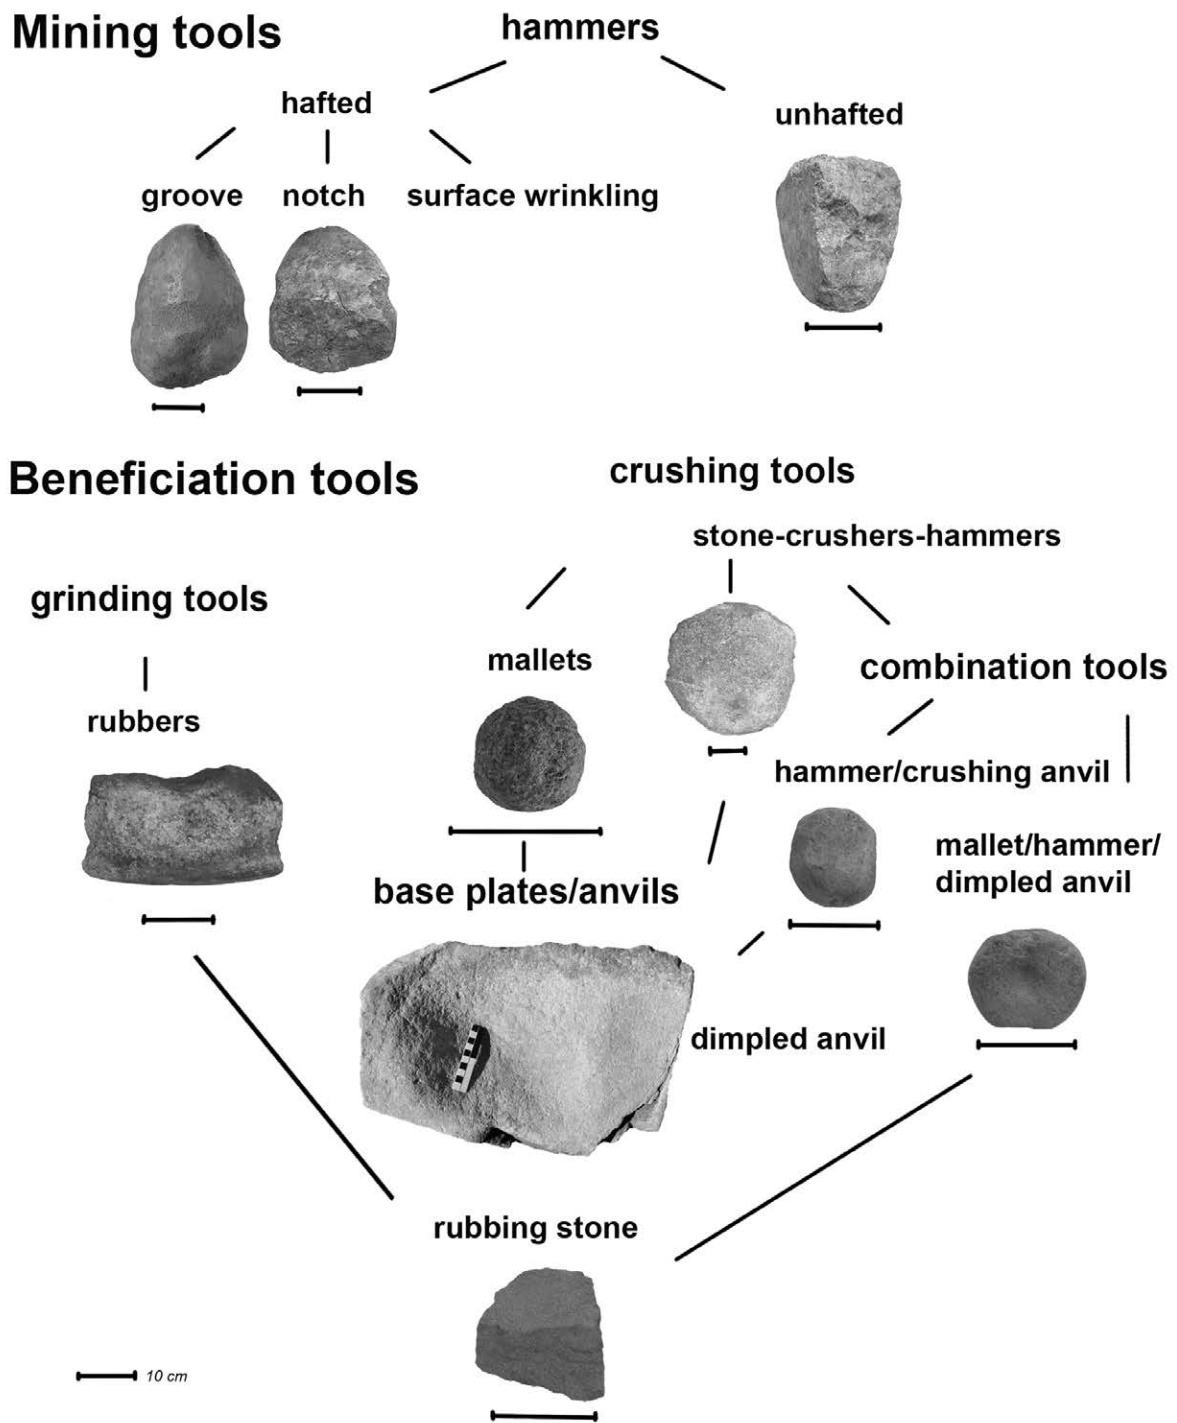 Mining tools
hammers
hafted
unhafted
groove
notch
surface wrinkling
Beneficiation tools
crushing tools
stone-crushers-hammers
grinding tools
mallets
combination tools
rubbers
hammer/crushing anvil
mallet/hammer/
dimpled anvil
base plates/anvils
dimpled anvil
rubbing stone
10 cm